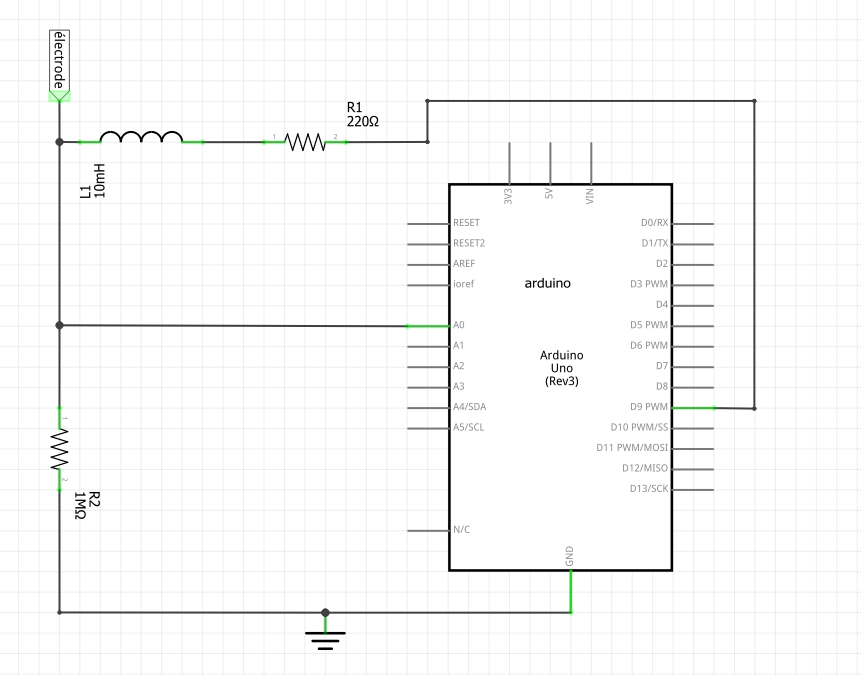 électrode
R1
220Ω
1
2
L1
10mH
3V3
5V
VIN
RESET
RESET2
AREF
ioref
A0
A1
A2
A3
A4/SDA
A5/SCL
N/C
arduino
Arduino
Uno
(Rev3)
D0/RX
D1/TX
D2
D3 PWM
D4
D5 PWM
D6 PWM
D7
D8
D9 PWM
D10 PWM/SS
D11 PWM/MOSI
D12/MISO
D13/SCK
GND
1
2
R2
1MΩ